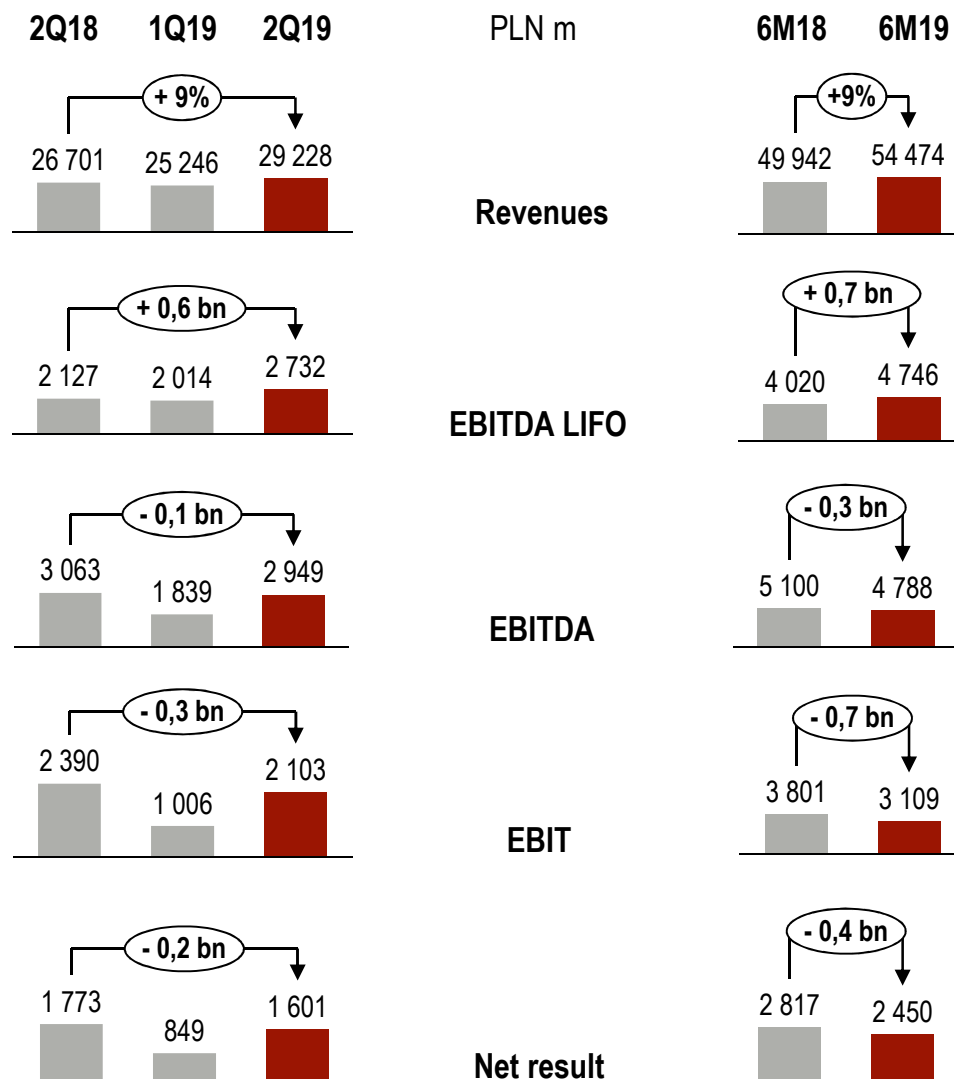 2Q18 1Q19 2Q19 PLN m 6M18 6M19
+ 9% +9%
26 701 25 246 29 228 49 942 54 474
Revenues
+ 0,6 bn + 0,7 bn
2 127 2 014 2 732 4 020 4 746
EBITDA LIFO
- 0,1 bn - 0,3 bn
3 063 1 839 2 949 5 100 4 788
EBITDA
- 0,3 bn - 0,7 bn
2 390 1 006 2 103 3 801 3 109
EBIT
- 0,2 bn - 0,4 bn
1 773 849 1 601 2 817 2 450
Net result